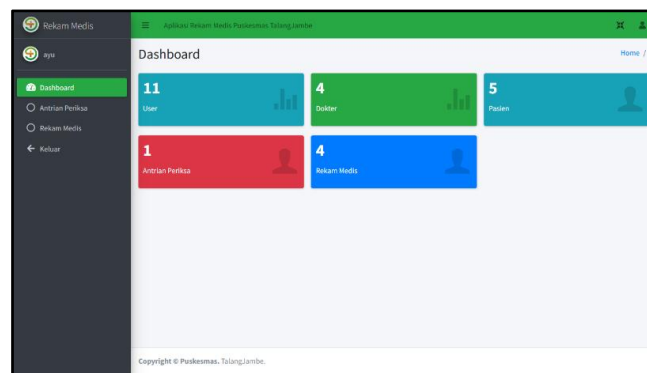 Rekam Medis
Aplikasi Rekam Medis Puskesmas TalangJambe
ayu
Dashboard
Antrian Periksa
Rekam Medis
Keluar
Dashboard
Home /
11
User
4
Dokter
5
Pasien
1
Antrian Periksa
4
Rekam Medis
Copyright © Puskesmas. TalangJambe.